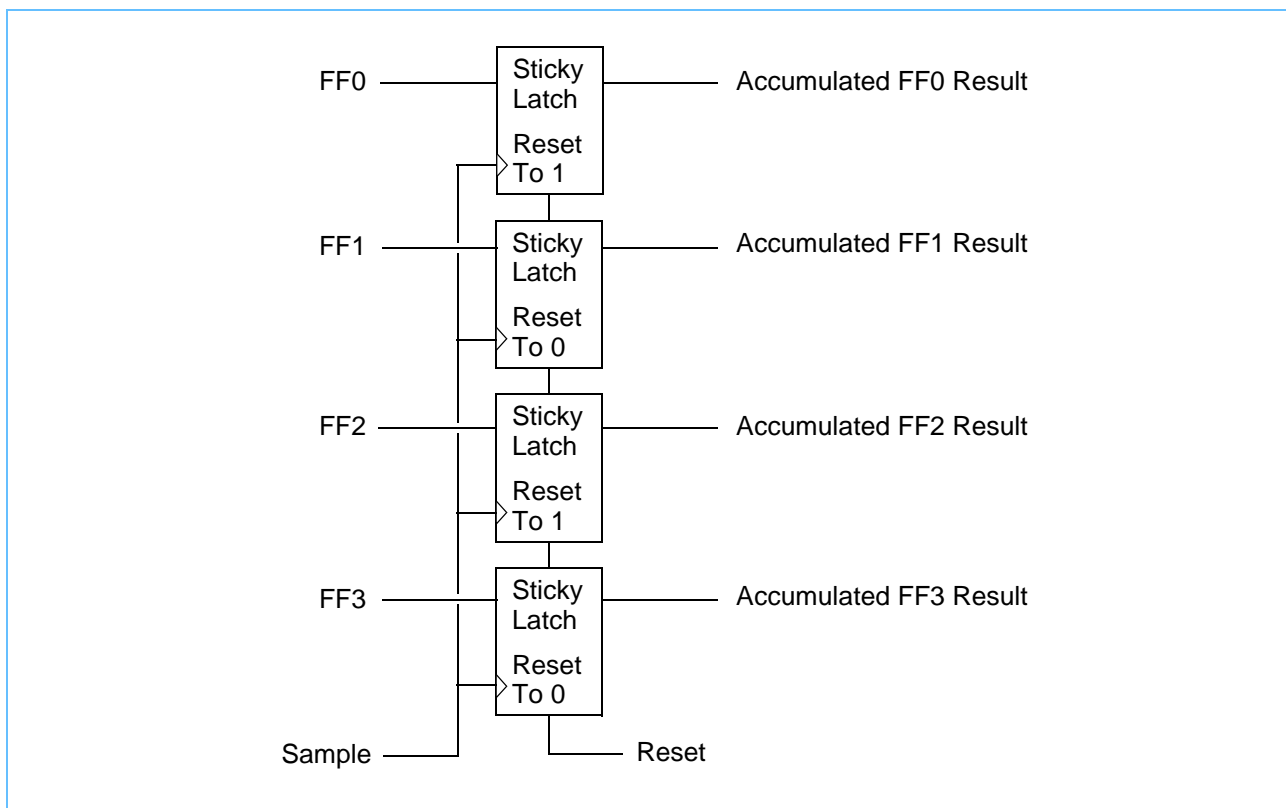 FF0
Sticky
Latch
Reset
To 1
Accumulated FF0 Result
FF1
Sticky
Latch
Reset
To 0
Accumulated FF1 Result
FF2
Sticky
Latch
Reset
To 1
Accumulated FF2 Result
FF3
Sticky
Latch
Reset
To 0
Accumulated FF3 Result
Sample
Reset